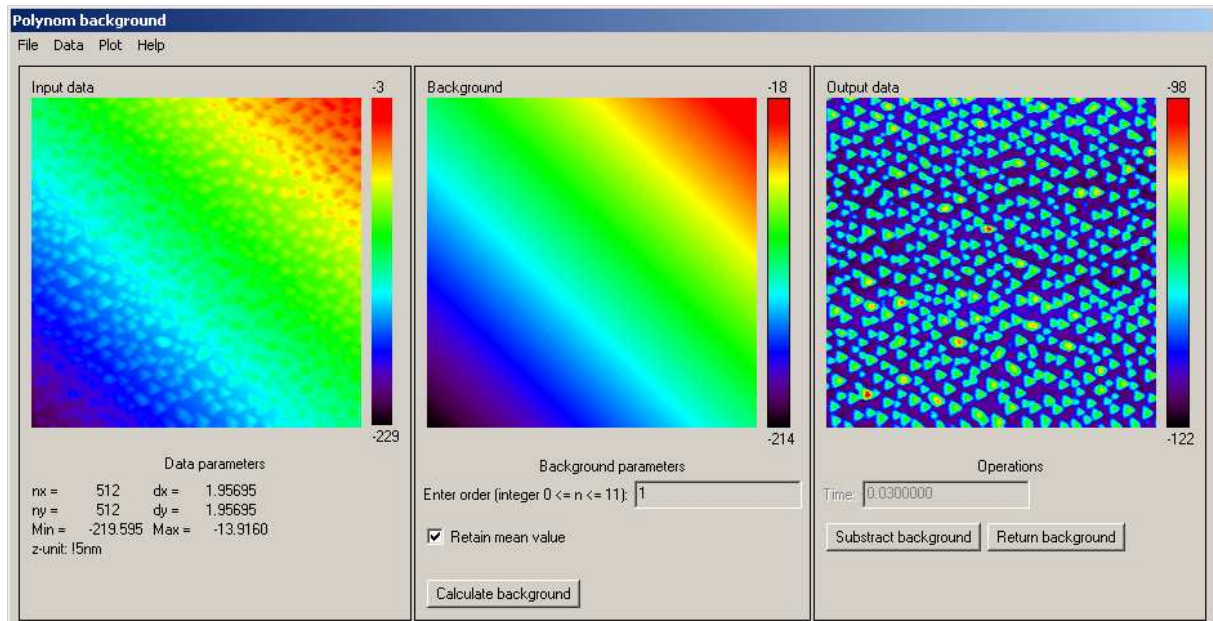 Polynom background
File Data Plot Help
Input data -3
-229
Data parameters
nx = 512 dx = 1.95695
ny = 512 dy = 1.95695
Min = -219.595 Max = -13.9160
z-unit: !5nm
Background -18
-214
Background parameters
Enter order (integer 0 <= n <= 11): 1
Retain mean value
Calculate background
Output data -98
-122
Operations
Time: 0.0300000
Substract background Return background